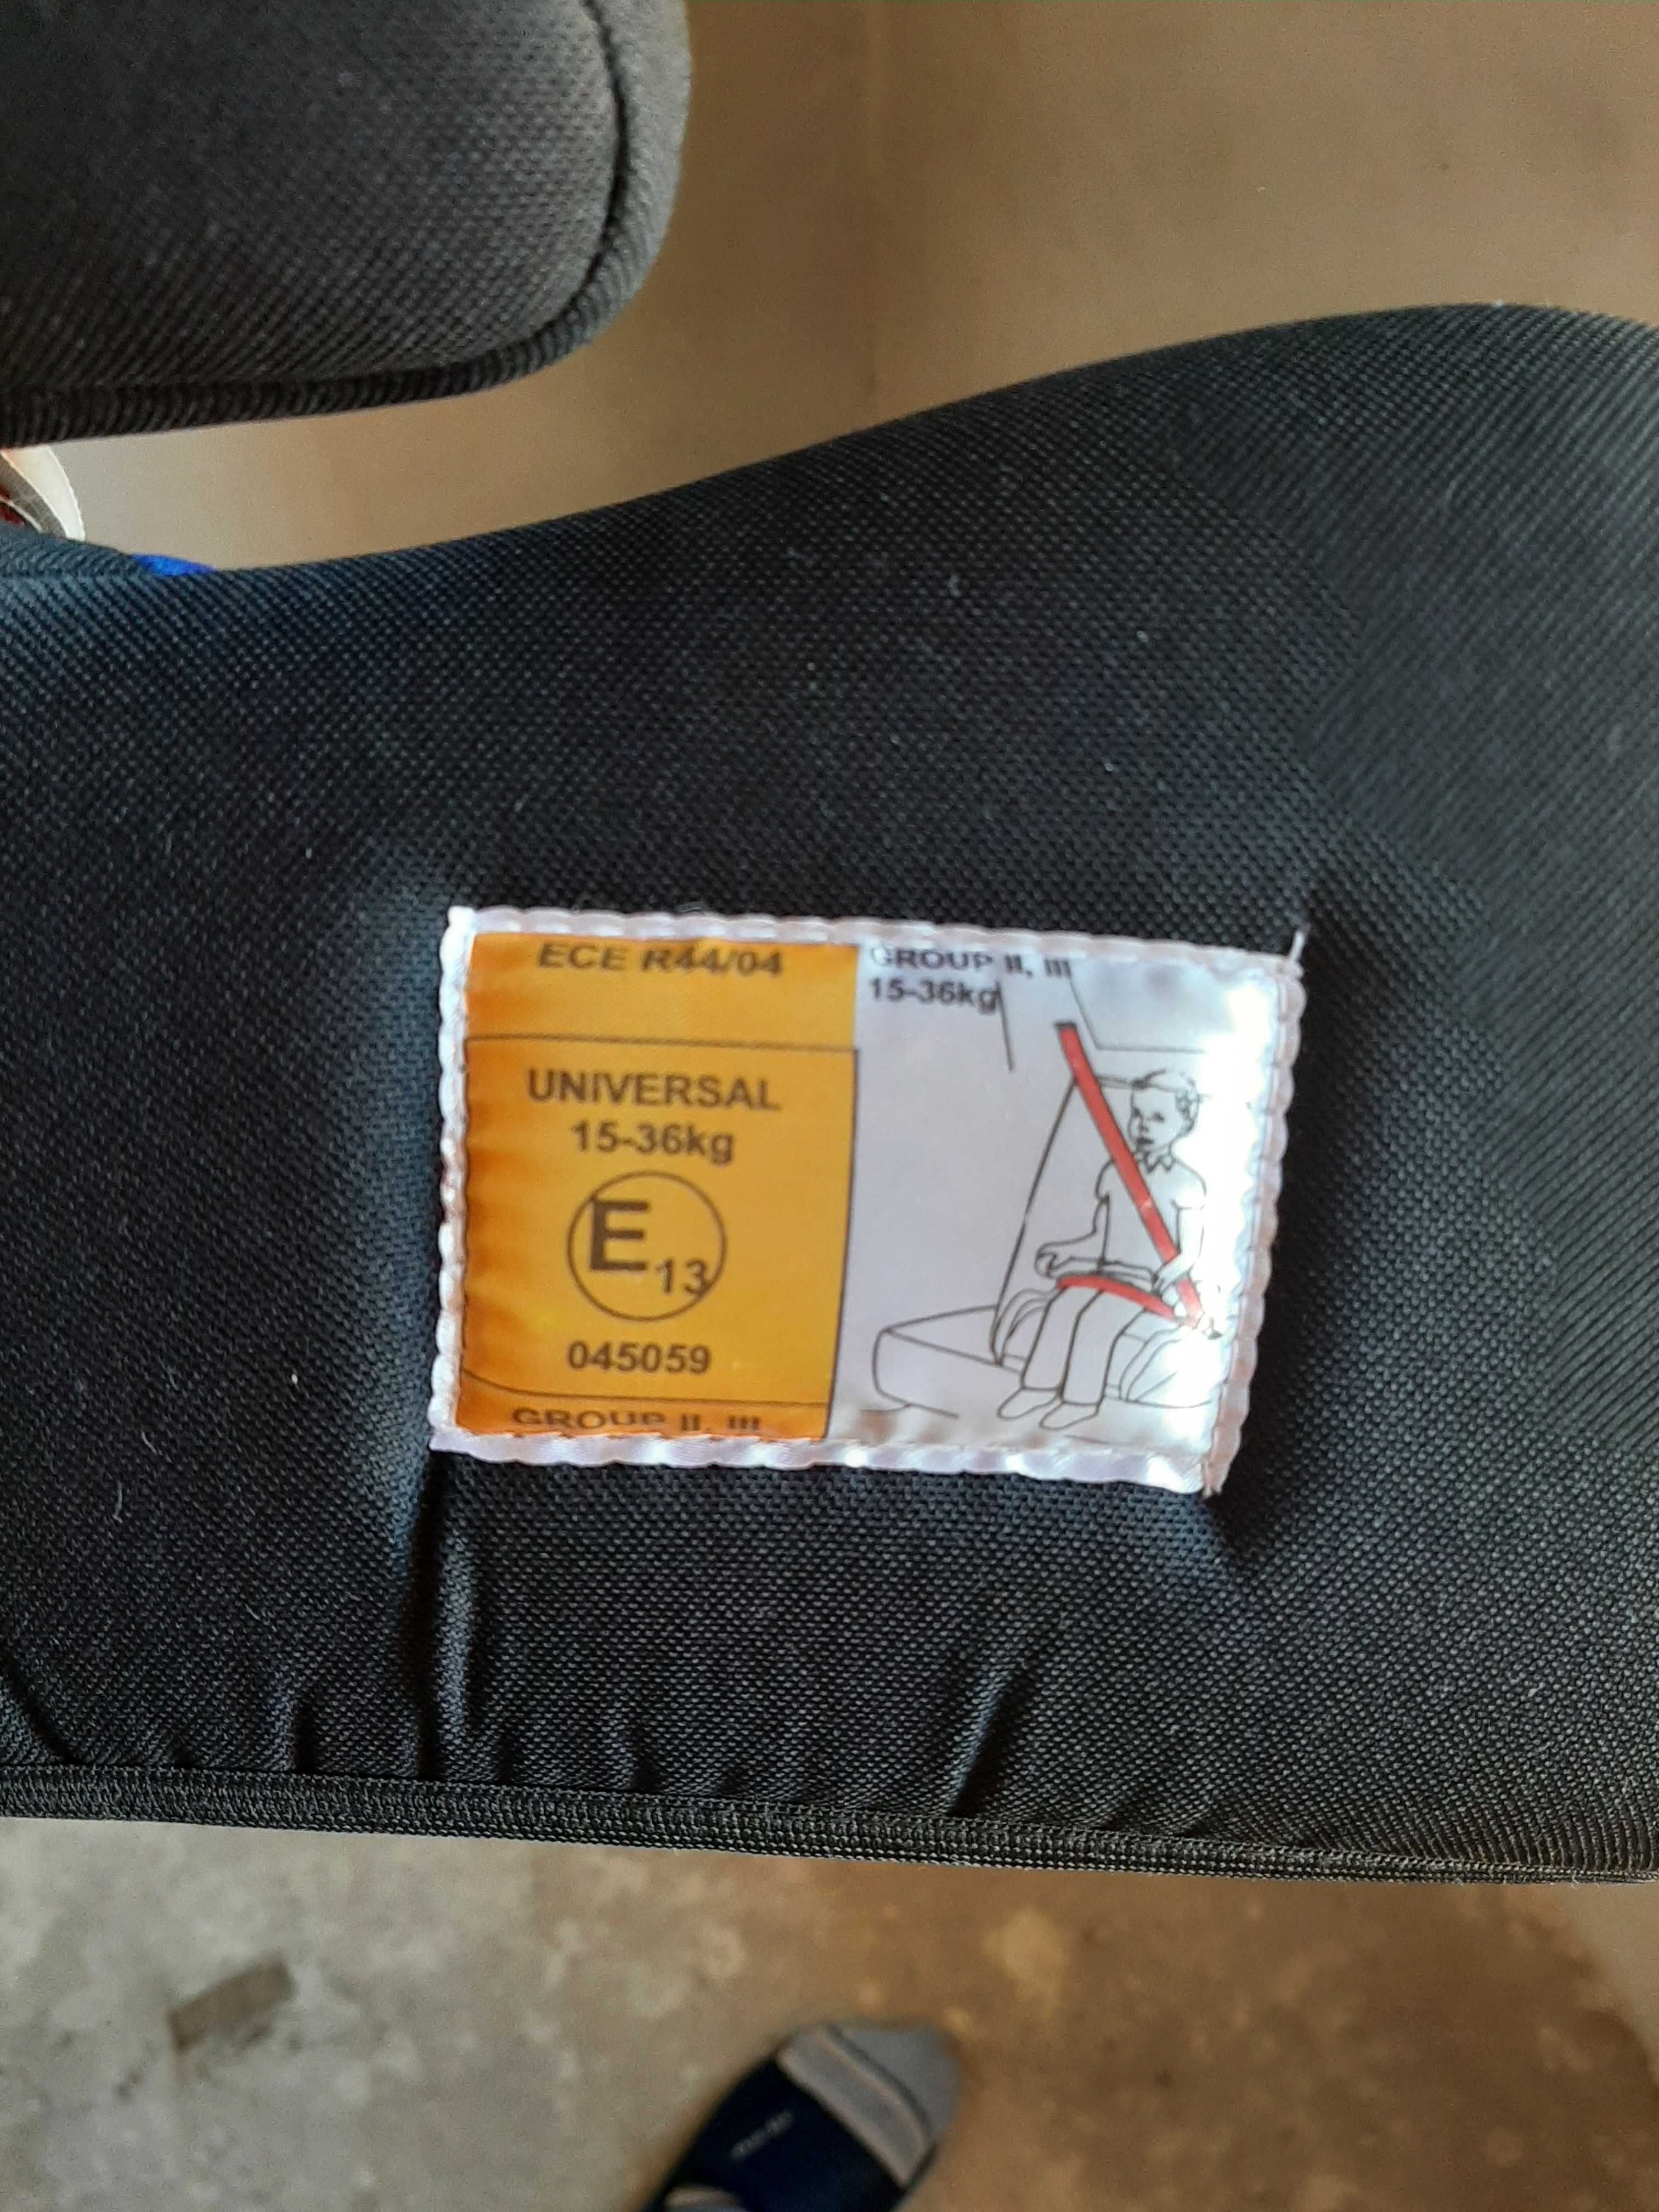 ECE R44/04
UNIVERSAL
15-36kg
E 13
045059
GROUP II, III
GROUP II, III
15-36kg